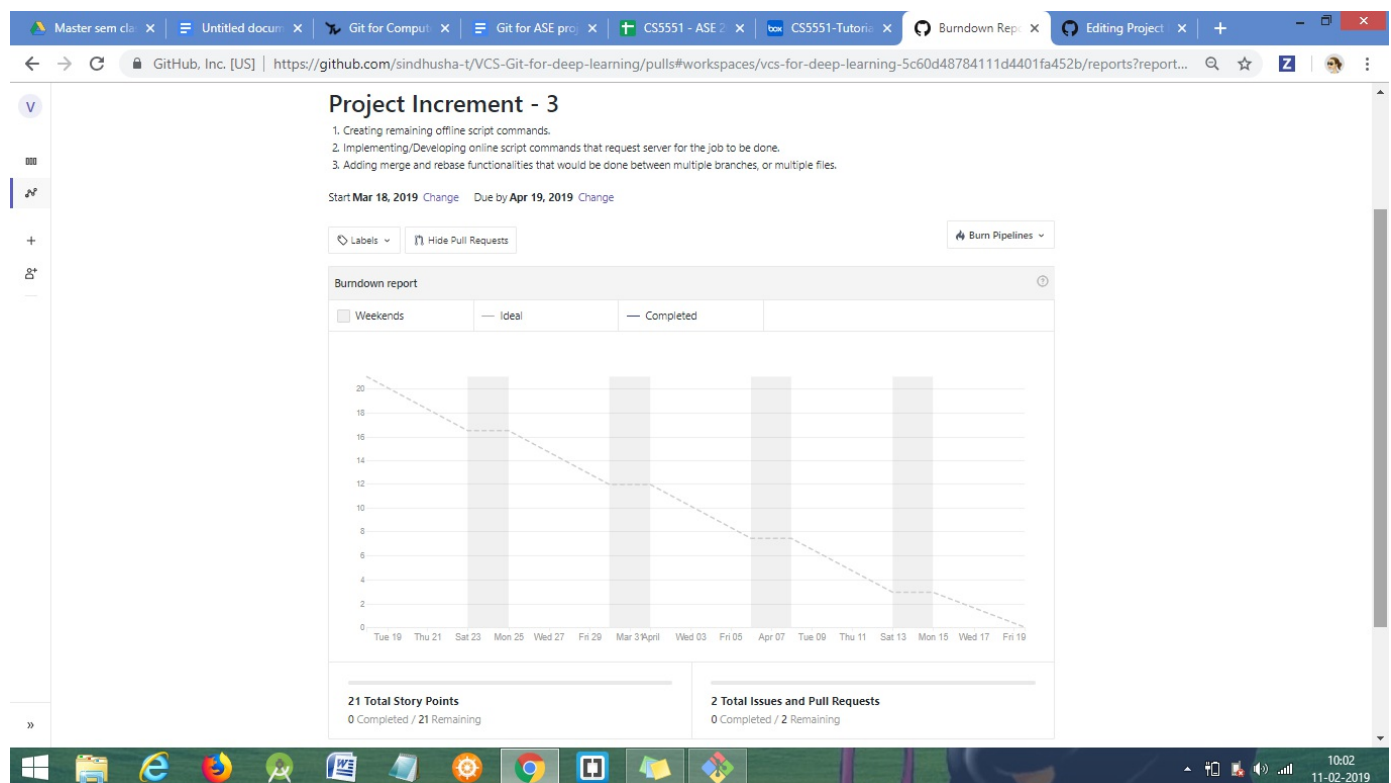 Master sem cla
Untitled docum
Git for Compute
Git for ASE proj
CS5551 - ASE 2
box
CS5551-Tutoria
Burndown Rep
Editing Project
GitHub, Inc. [US] | https://github.com/sindhusha-t/VCS-Git-for-deep-learning/pulls#workspaces/vcs-for-deep-learning-5c60d48784111d4401fa452b/reports?report...
Z
V
Project Increment - 3
1. Creating remaining offline script commands.
2. Implementing/Developing online script commands that request server for the job to be done.
3. Adding merge and rebase functionalities that would be done between multiple branches, or multiple files.
Start Mar 18, 2019 Change Due by Apr 19, 2019 Change
Labels
Hide Pull Requests
Burn Pipelines
Burndown report
Weekends
Ideal
Completed
20
18
16
14
12
10
8
6
4
2
0
Tue 19 Thu 21 Sat 23 Mon 25 Wed 27 Fri 29 Mar 31 April Wed 03 Fri 05 Apr 07 Tue 09 Thu 11 Sat 13 Mon 15 Wed 17 Fri 19
21 Total Story Points
0 Completed / 21 Remaining
2 Total Issues and Pull Requests
0 Completed / 2 Remaining
10:02
11-02-2019